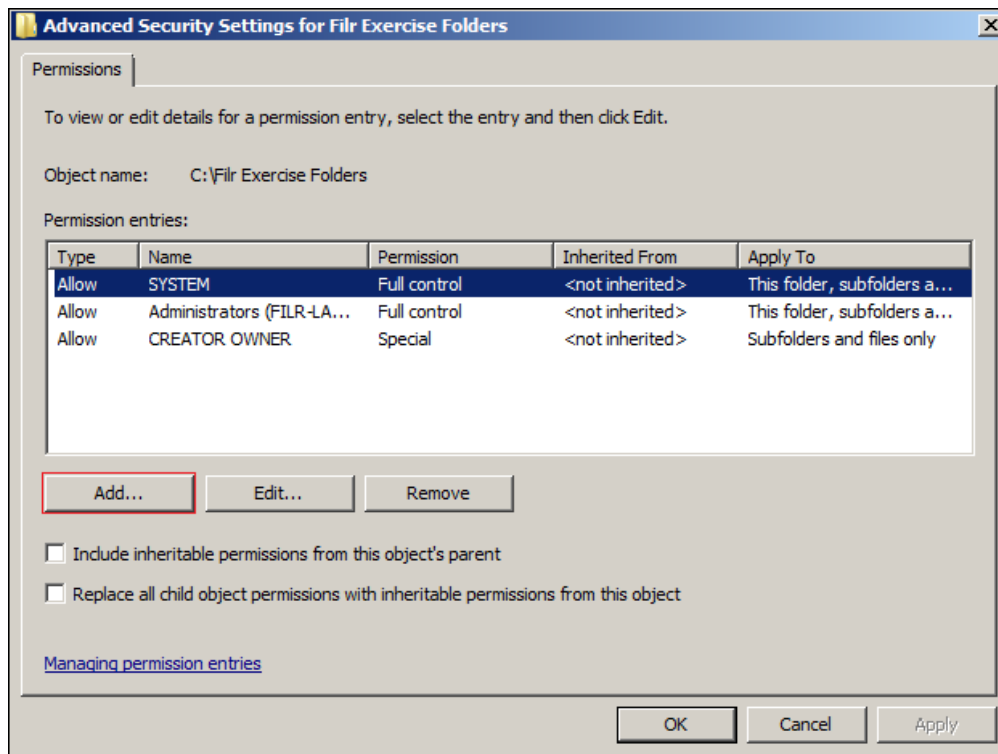 Advanced Security Settings for Filr Exercise Folders
Permissions
To view or edit details for a permission entry, select the entry and then click Edit.
Object name: C:\Filr Exercise Folders
Permission entries:
Type Name Permission Inherited From Apply To
Allow SYSTEM Full control <not inherited> This folder, subfolders a...
Allow Administrators (FILR-LA... Full control <not inherited> This folder, subfolders a...
Allow CREATOR OWNER Special <not inherited> Subfolders and files only
Add... Edit... Remove
Include inheritable permissions from this object's parent
Replace all child object permissions with inheritable permissions from this object
Managing permission entries
OK Cancel Apply